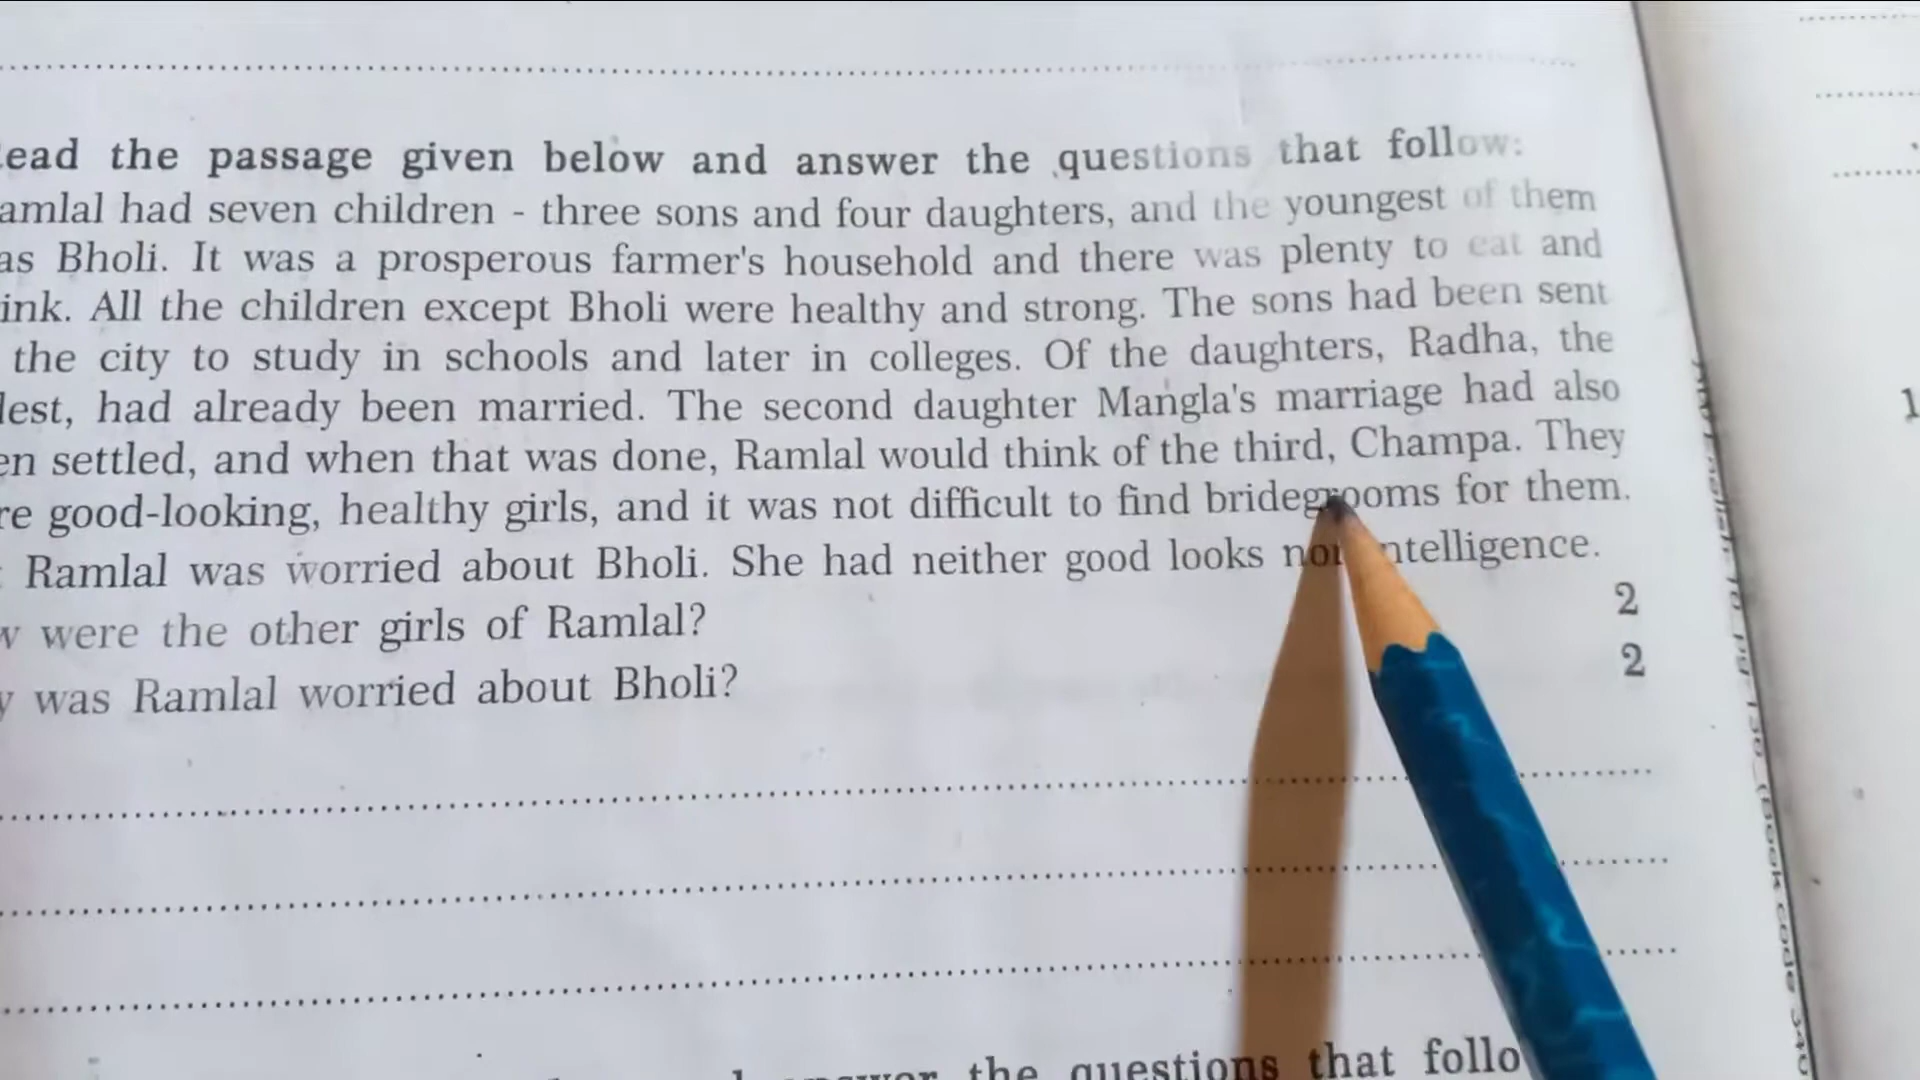 ead the passage given below and answer the questions that follow:
amlal had seven children - three sons and four daughters, and the youngest of them
as Bholi. It was a prosperous farmer's household and there was plenty to eat and
ink. All the children except Bholi were healthy and strong. The sons had been sent
the city to study in schools and later in colleges. Of the daughters, Radha, the
lest, had already been married. The second daughter Mangla's marriage had also
en settled, and when that was done, Ramlal would think of the third, Champa. They
re good-looking, healthy girls, and it was not difficult to find bridegrooms for them.
Ramlal was worried about Bholi. She had neither good looks nor intelligence.
w were the other girls of Ramlal? 2
y was Ramlal worried about Bholi? 2
answer the questions that follo
1